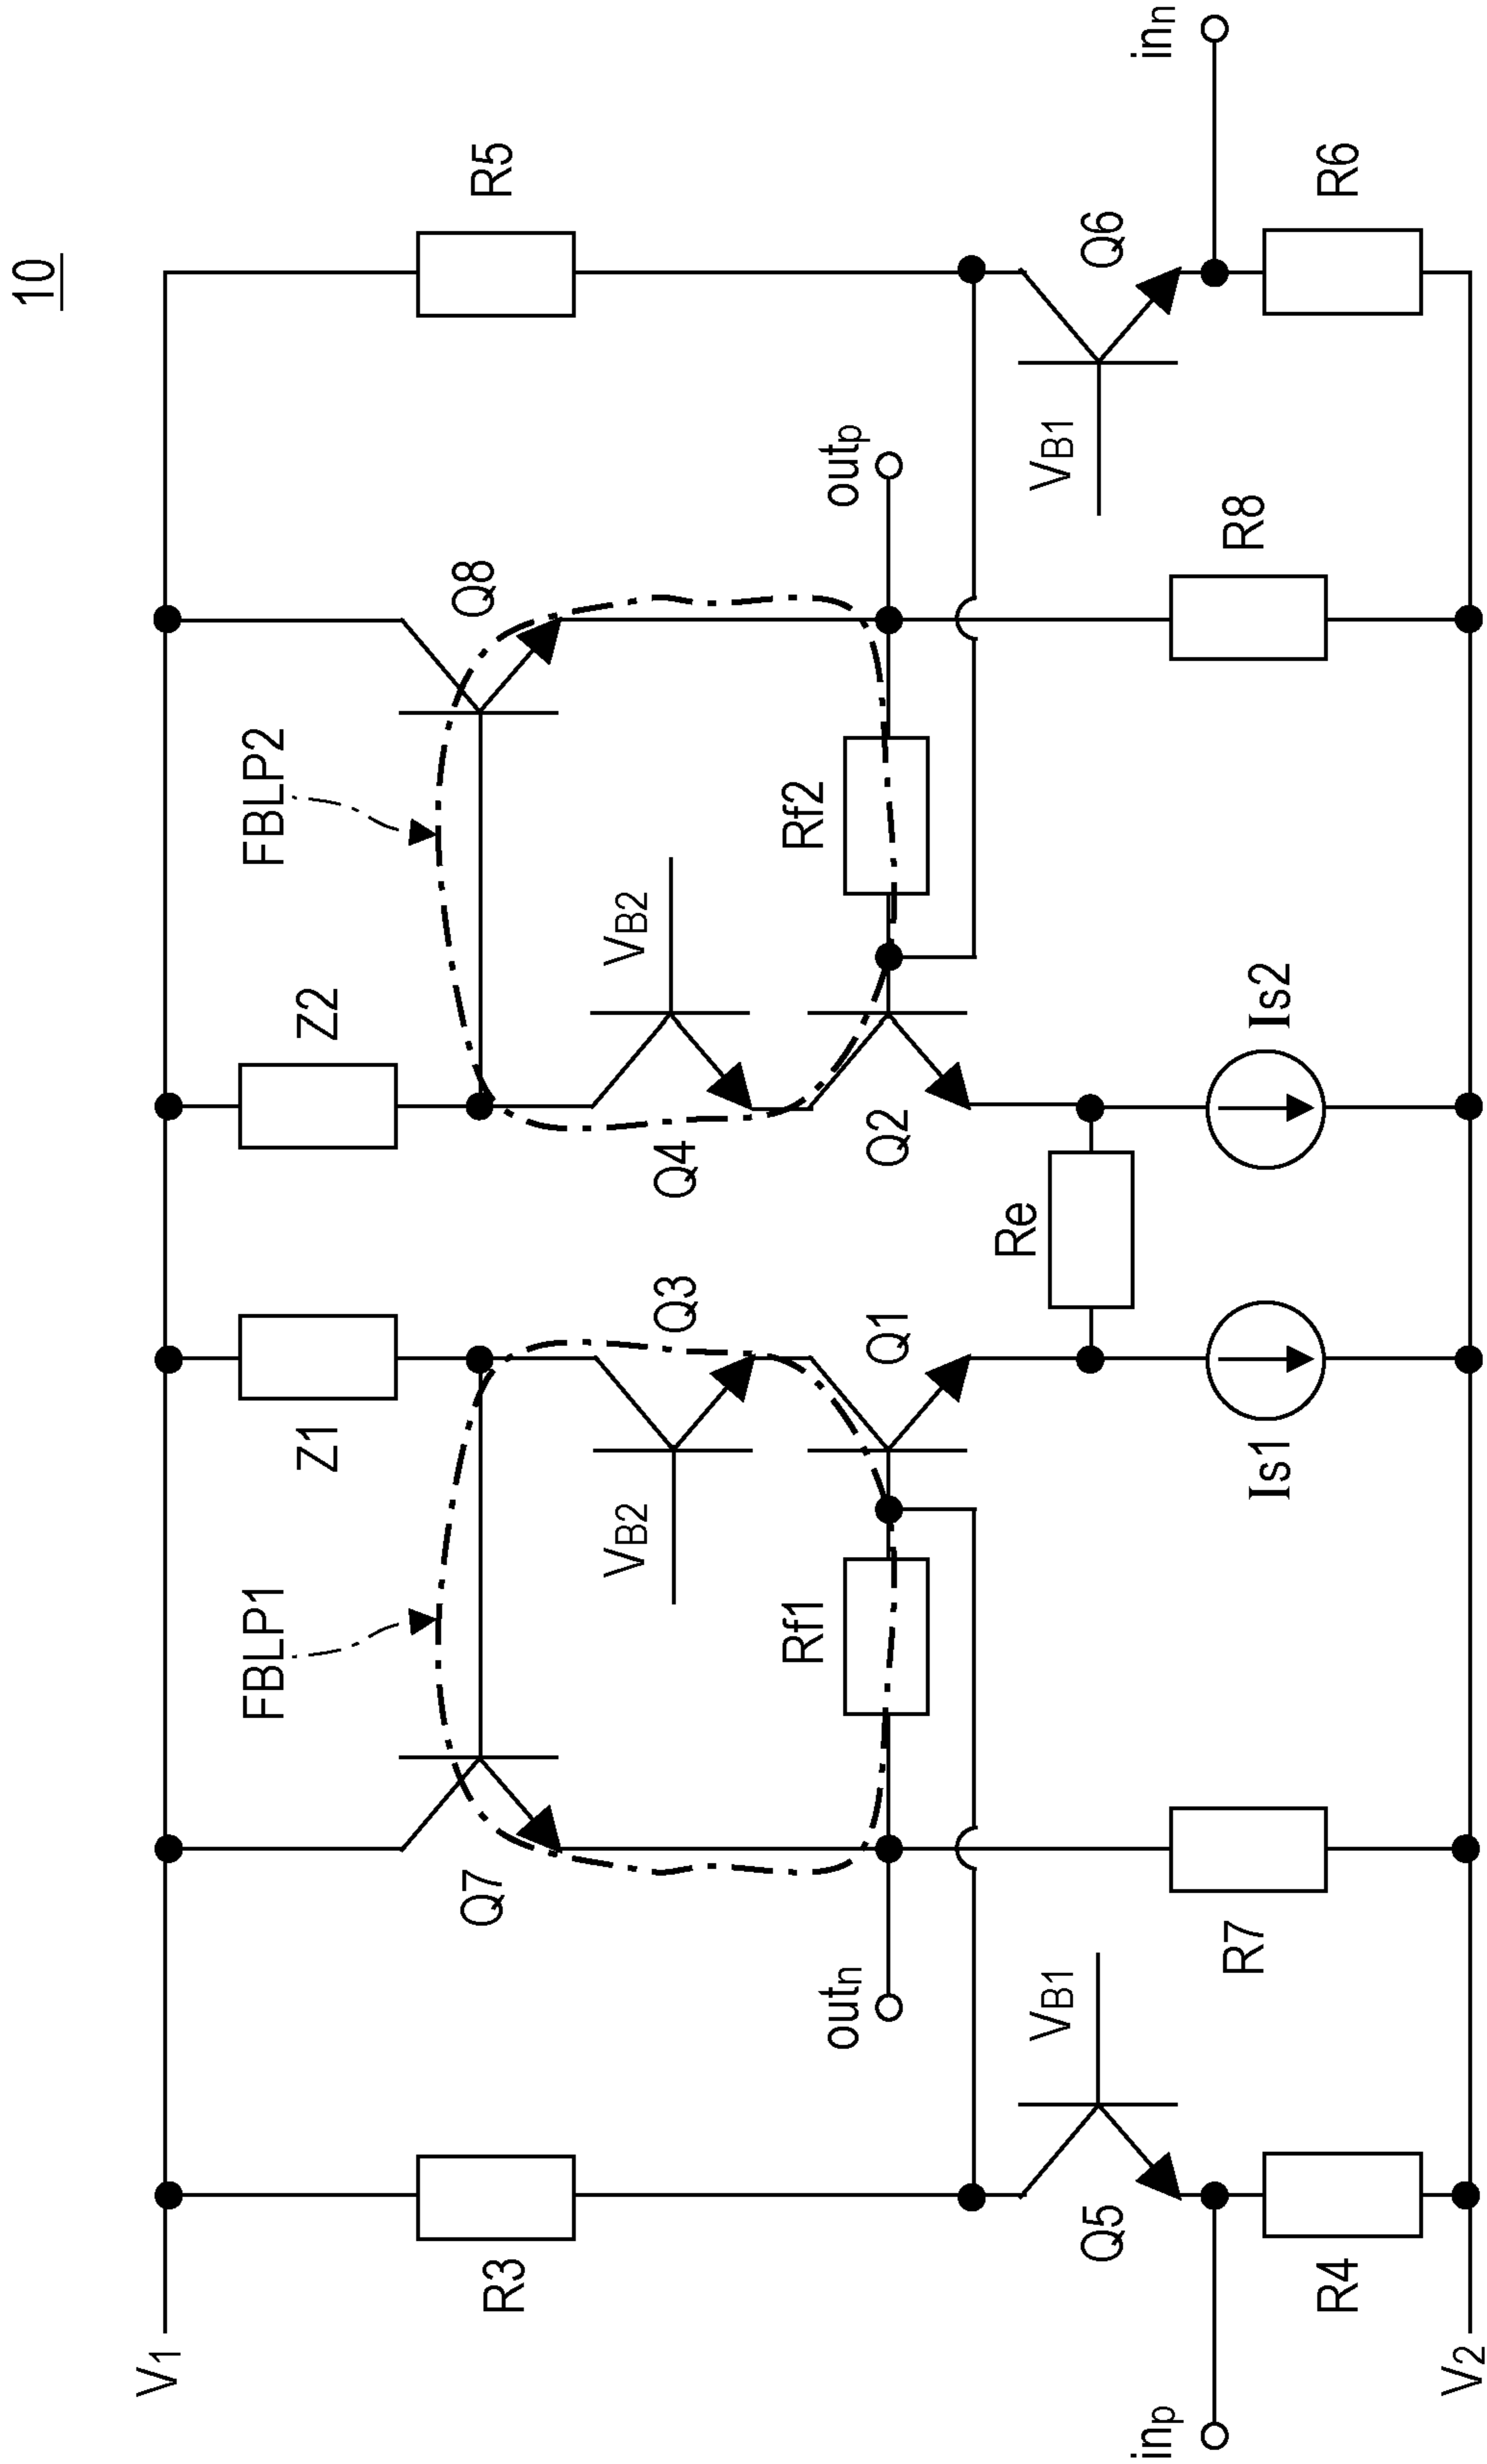 10
V1
R3
Q7
FBLP1
Z1
Z2
FBLP2
Q8
R5
outn
Rf1
VB2
Q3
Q4
VB2
Rf2
outp
Q1
Q2
inp
Q5
VB1
R4
R7
Is1
Re
Is2
R8
VB1
Q6
R6
inn
V2